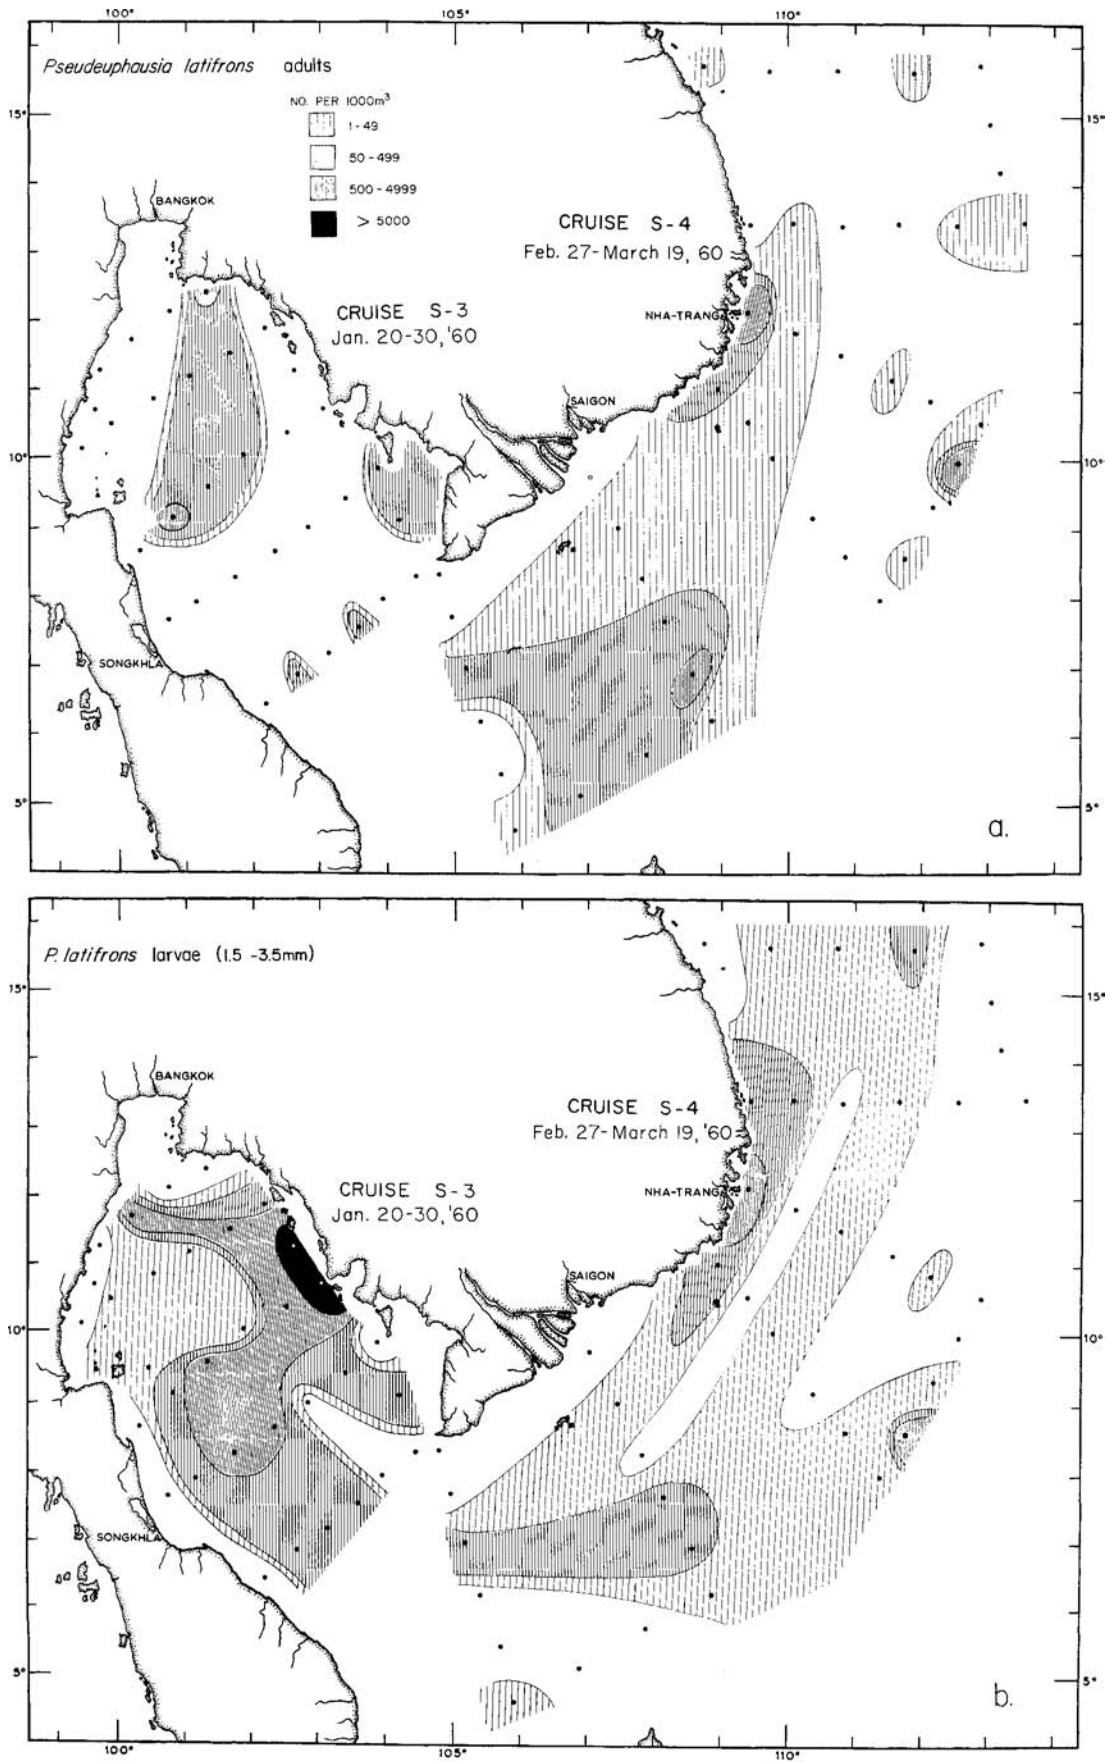 100° 105° 110°
Pseudeuphausia latifrons adults
NO. PER 1000m³
1-49
50-499
500-4999
> 5000
15° 15°
BANGKOK
CRUISE S-4
Feb. 27-March 19, 60
CRUISE S-3
Jan. 20-30, '60
NHA-TRANG
SAIGON
10° 10°
SONGKHLA
5° 5°
a.
P. latifrons larvae (1.5 -3.5mm)
15° 15°
BANGKOK
CRUISE S-4
Feb. 27-March 19, '60
CRUISE S-3
Jan. 20-30, '60
NHA-TRANG
SAIGON
10° 10°
SONGKHLA
5° 5°
b.
100° 105° 110°